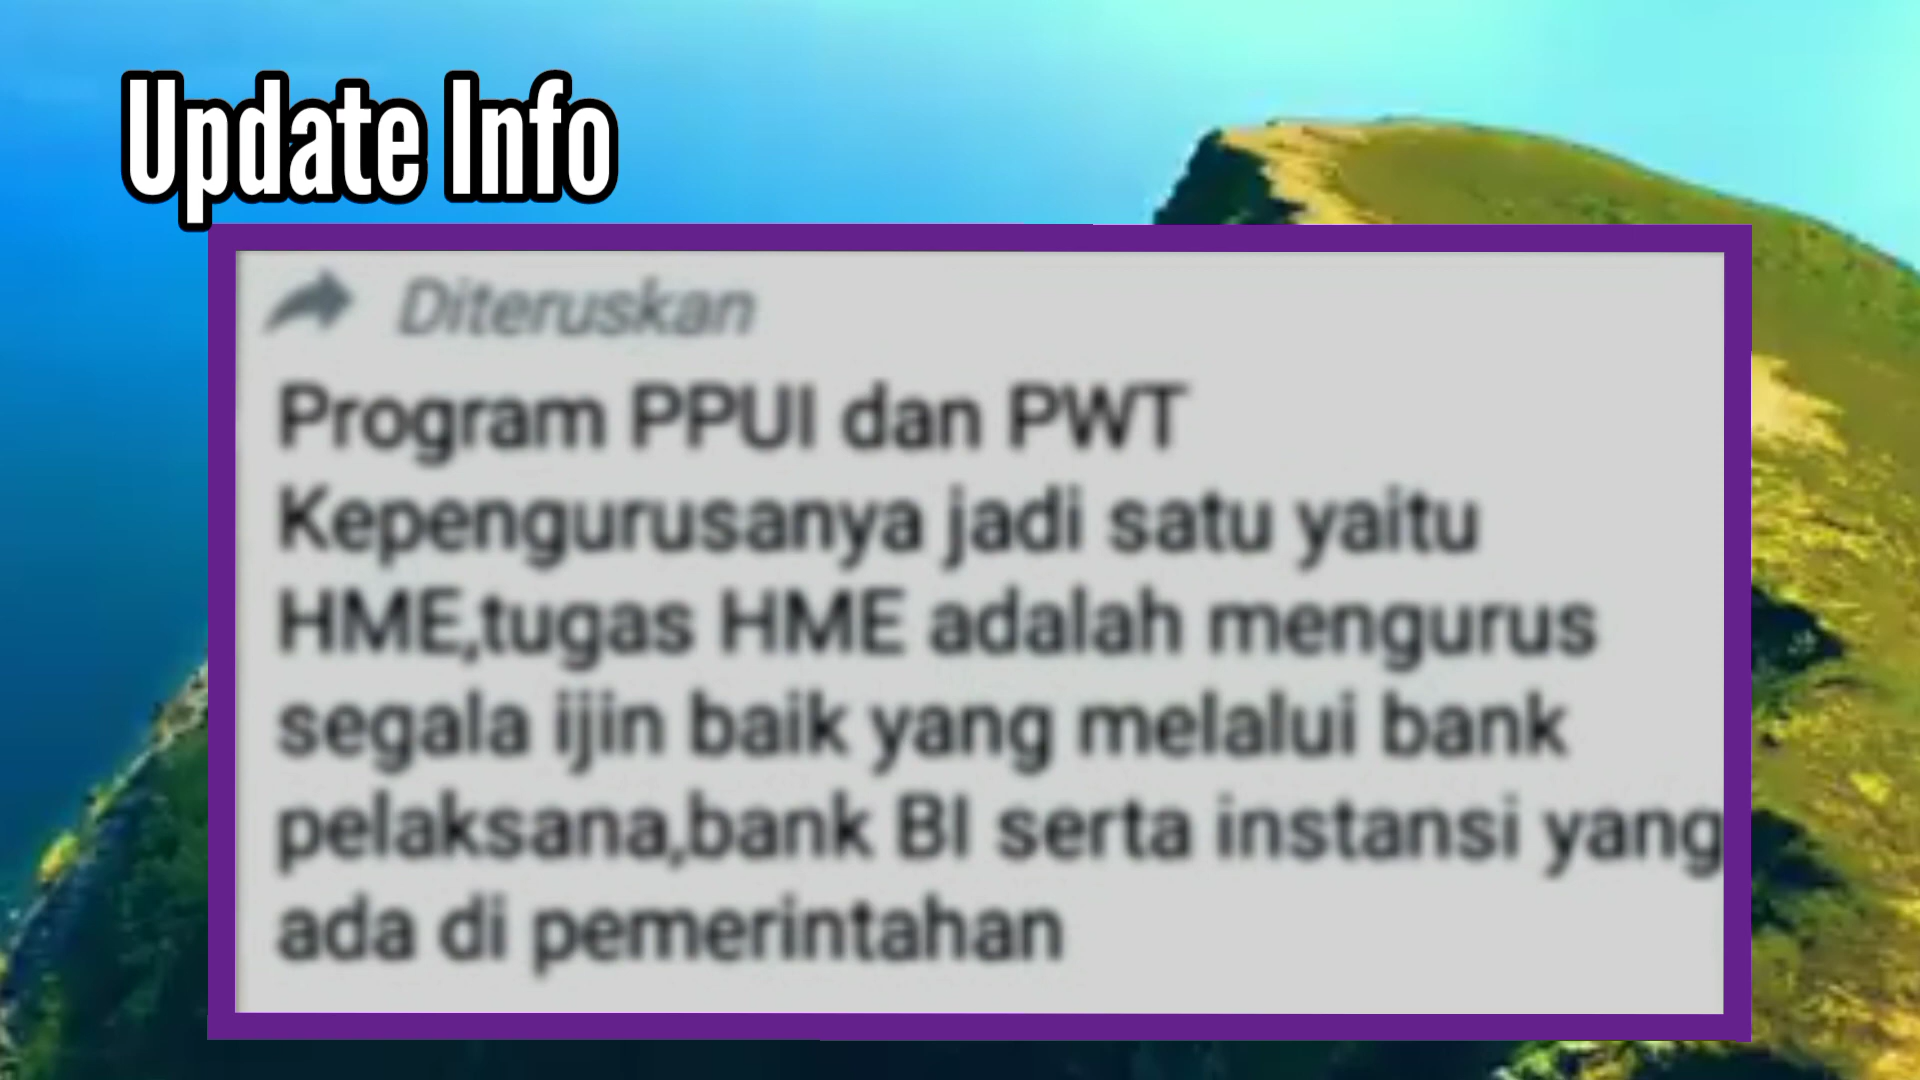 Update Info
Diteruskan
Program PPUI dan PWT
Kepengurusanya jadi satu yaitu
HME,tugas HME adalah mengurus
segala ijin baik yang melalui bank
pelaksana,bank BI serta instansi yang
ada di pemerintahan